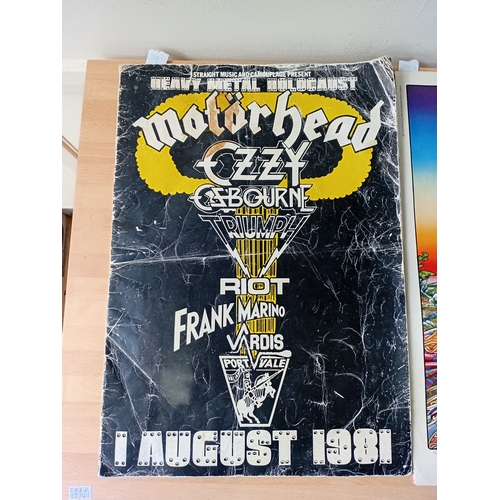 STRAIGHT MUSIC AND CAMOUFLAGE PRESENT
HEAVY METAL HOLOCAUST
motörhead
OZZY
OSBOURNE
TRIUMPH
RIOT
FRANK MARINO
VARDIS
PORT VALE
1 AUGUST 1981